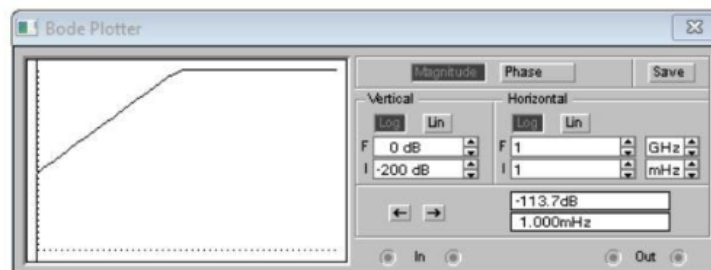 Bode Plotter
Magnitude Phase Save
Vertical Horizontal
Log Lin Log Lin
F 0 dB F 1 GHz
I -200 dB I 1 mHz
← → -113.7dB
1.000mHz
In Out